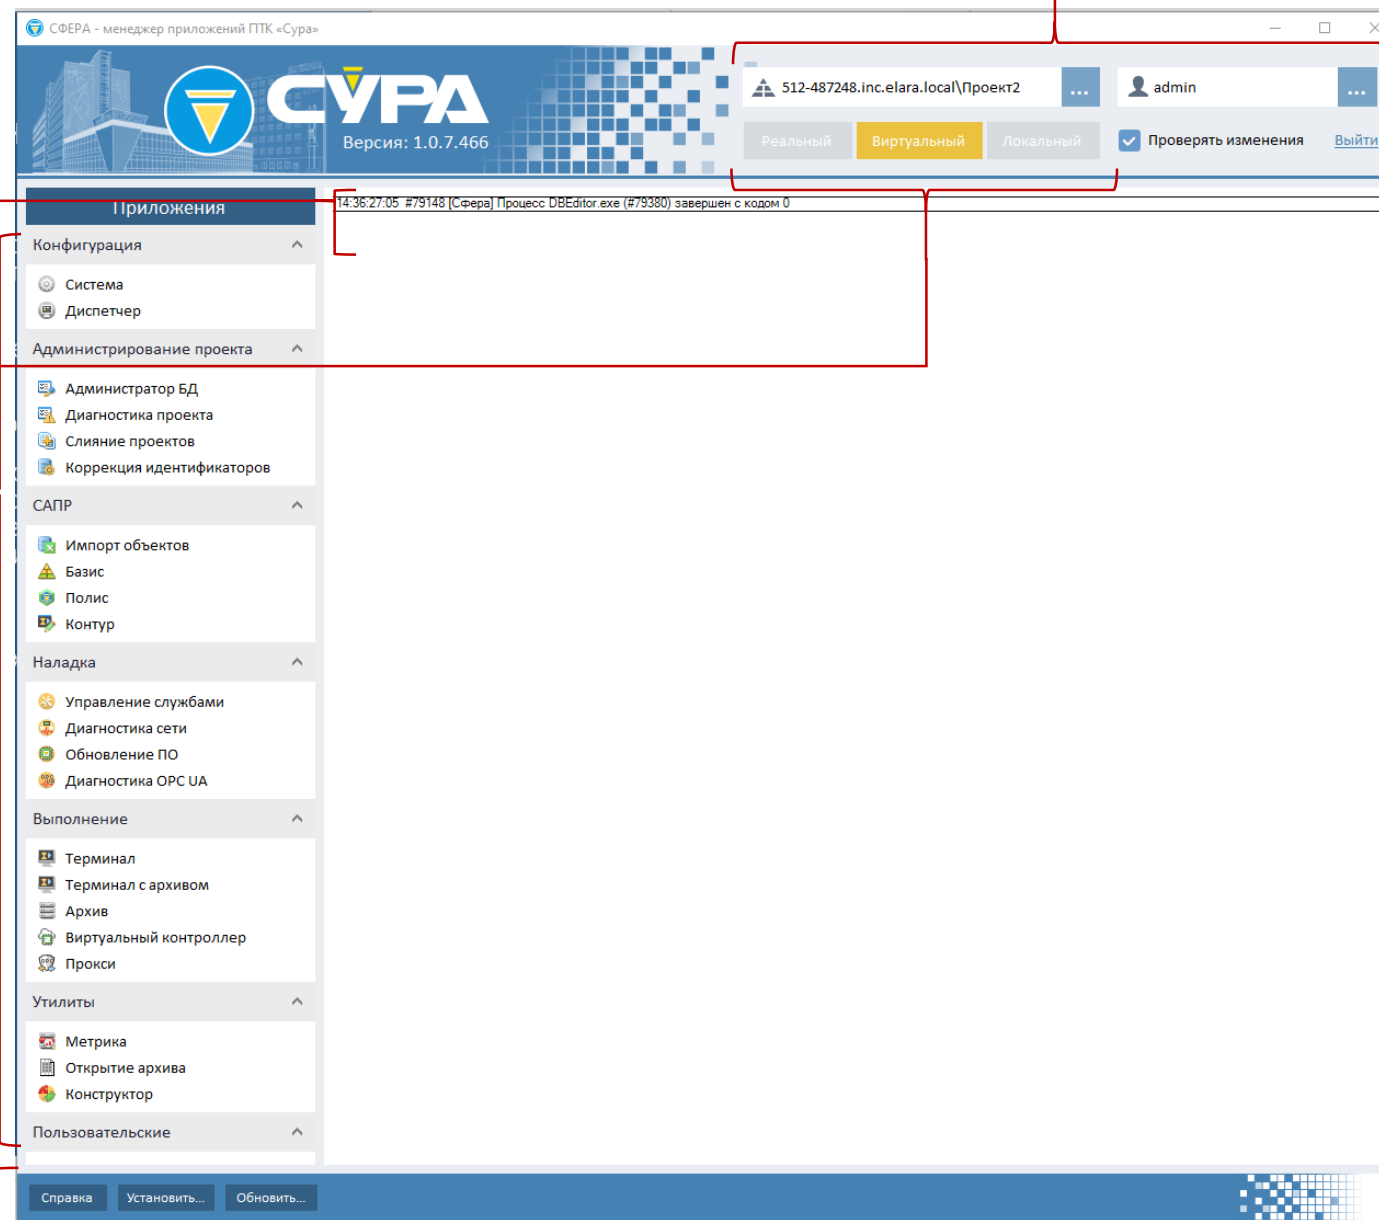 СФЕРА - менеджер приложений ПТК «Сура»
СУРА
Версия: 1.0.7.466
512-487248.inc.elara.local\Проект2
...
admin
...
Реальный
Виртуальный
Локальный
Проверять изменения
Выйти
Приложения
14:36:27:05 #79148 [Сфера] Процесс DBEditor.exe (#79380) завершен с кодом 0
Конфигурация
Система
Диспетчер
Администрирование проекта
Администратор БД
Диагностика проекта
Слияние проектов
Коррекция идентификаторов
САПР
Импорт объектов
Базис
Полис
Контур
Наладка
Управление службами
Диагностика сети
Обновление ПО
Диагностика OPC UA
Выполнение
Терминал
Терминал с архивом
Архив
Виртуальный контроллер
Прокси
Утилиты
Метрика
Открытие архива
Конструктор
Пользовательские
Справка
Установить...
Обновить...